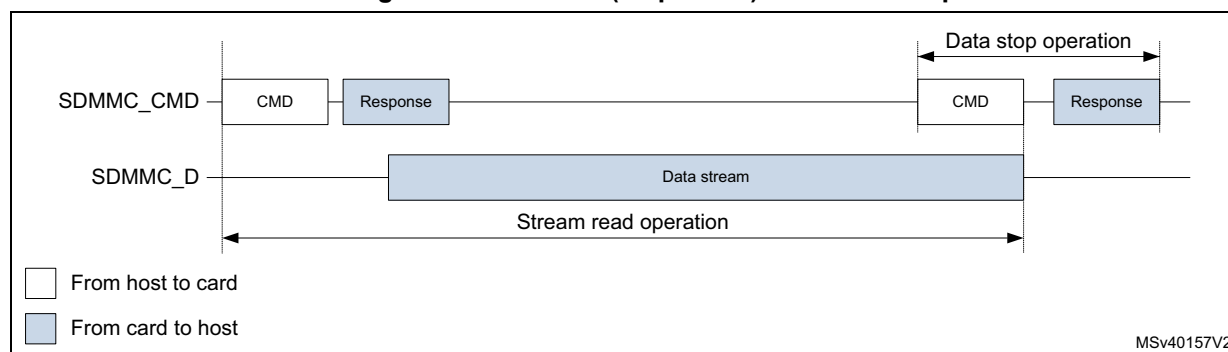 Data stop operation
SDMMC_CMD CMD Response CMD Response
SDMMC_D Data stream
Stream read operation
From host to card
From card to host
MSv40157V2